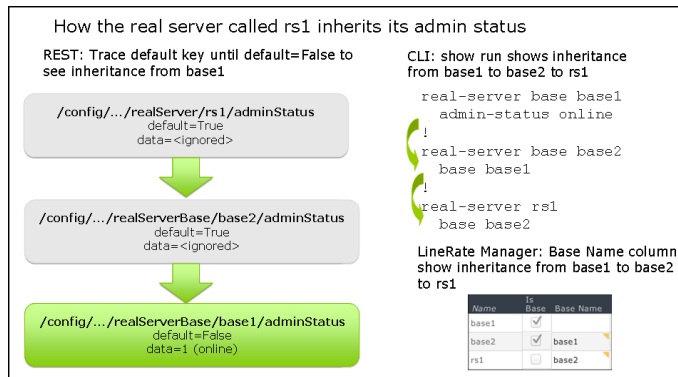 How the real server called rs1 inherits its admin status
REST: Trace default key until default=False to
see inheritance from base1
/config/.../realServer/rs1/adminStatus
default=True
data=<ignored>
/config/.../realServerBase/base2/adminStatus
default=True
data=<ignored>
/config/.../realServerBase/base1/adminStatus
default=False
data=1 (online)
CLI: show run shows inheritance
from base1 to base2 to rs1
real-server base base1
admin-status online
!
real-server base base2
base base1
!
real-server rs1
base base2
LineRate Manager: Base Name column
show inheritance from base1 to base2
to rs1
Name Is Base Base Name
base1
base2 base1
rs1 base2